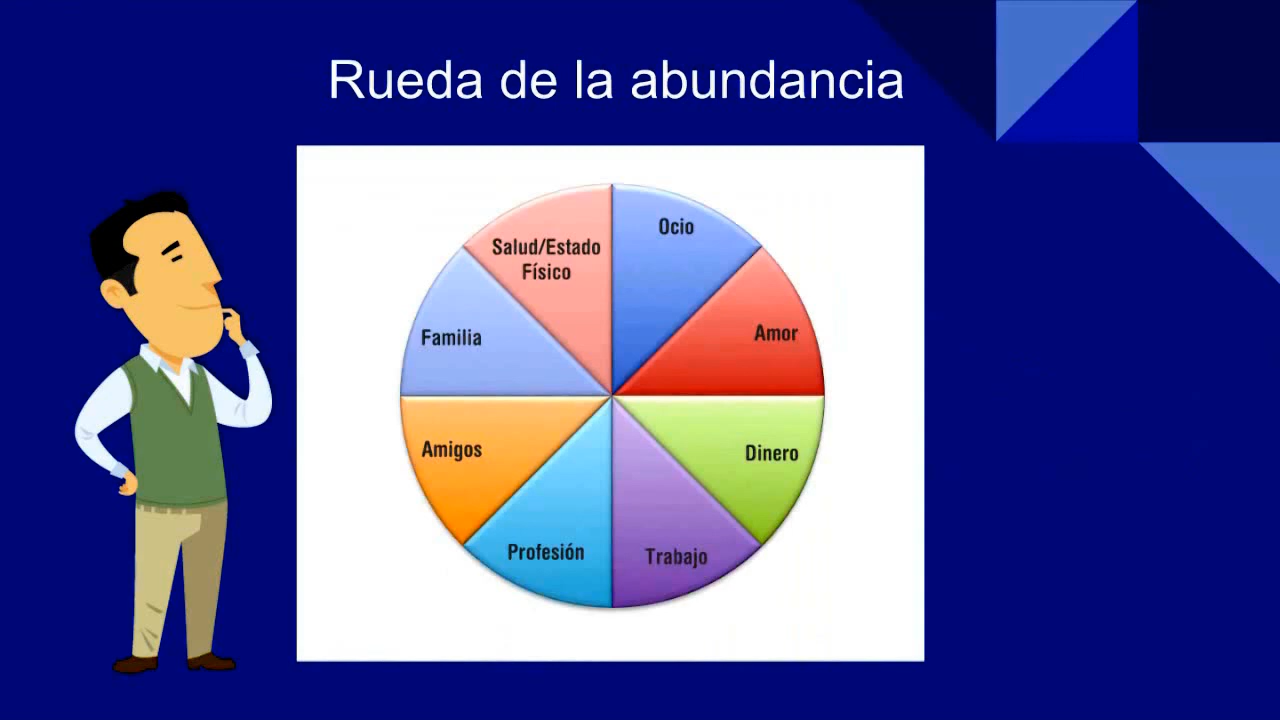 Rueda de la abundancia
Ocio
Salud/Estado
Físico
Amor
Familia
Amigos
Dinero
Profesión
Trabajo